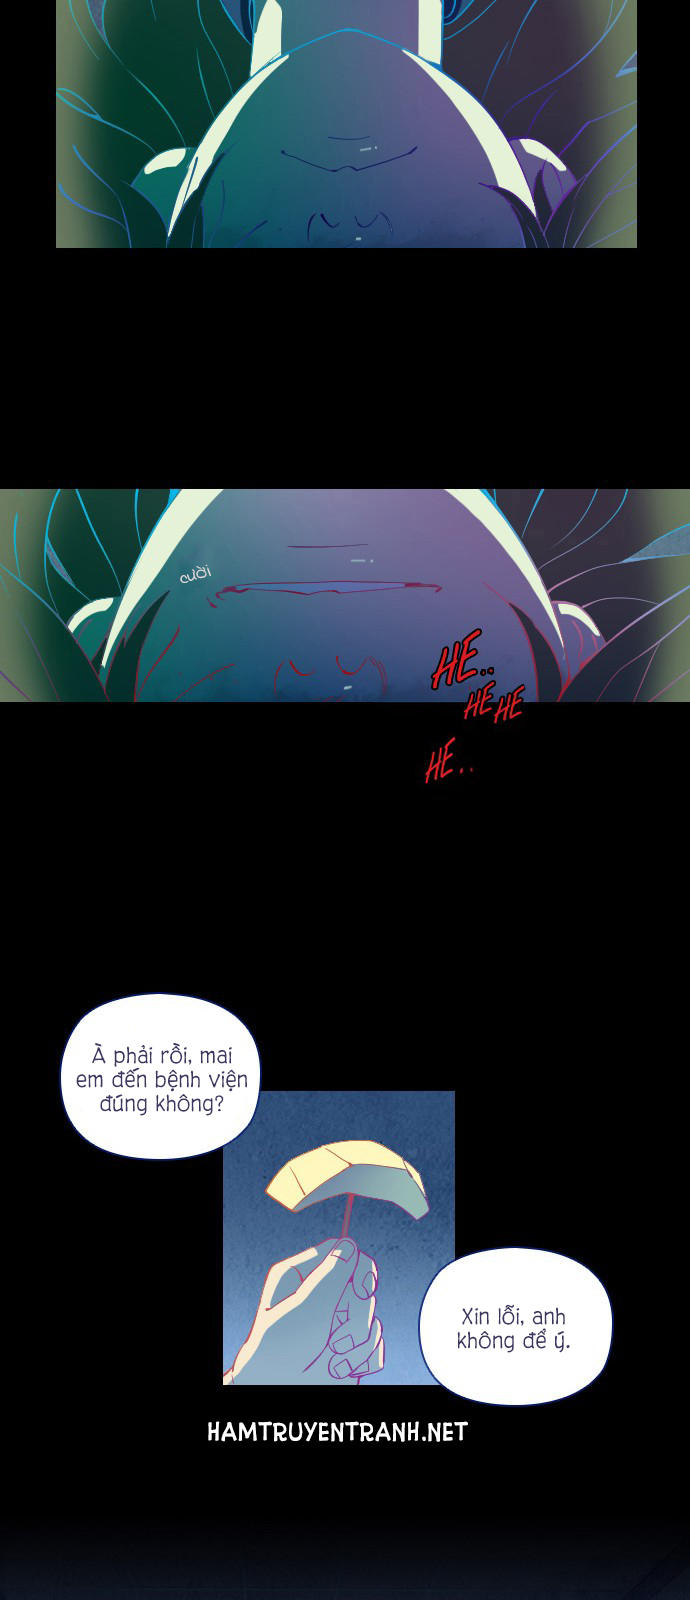 cười
HE..
HE HE
HE..
À phải rồi, mai
em đến bệnh viện
đúng không?
Xin lỗi, anh
không để ý.
HAMTRUYENTRANH.NET